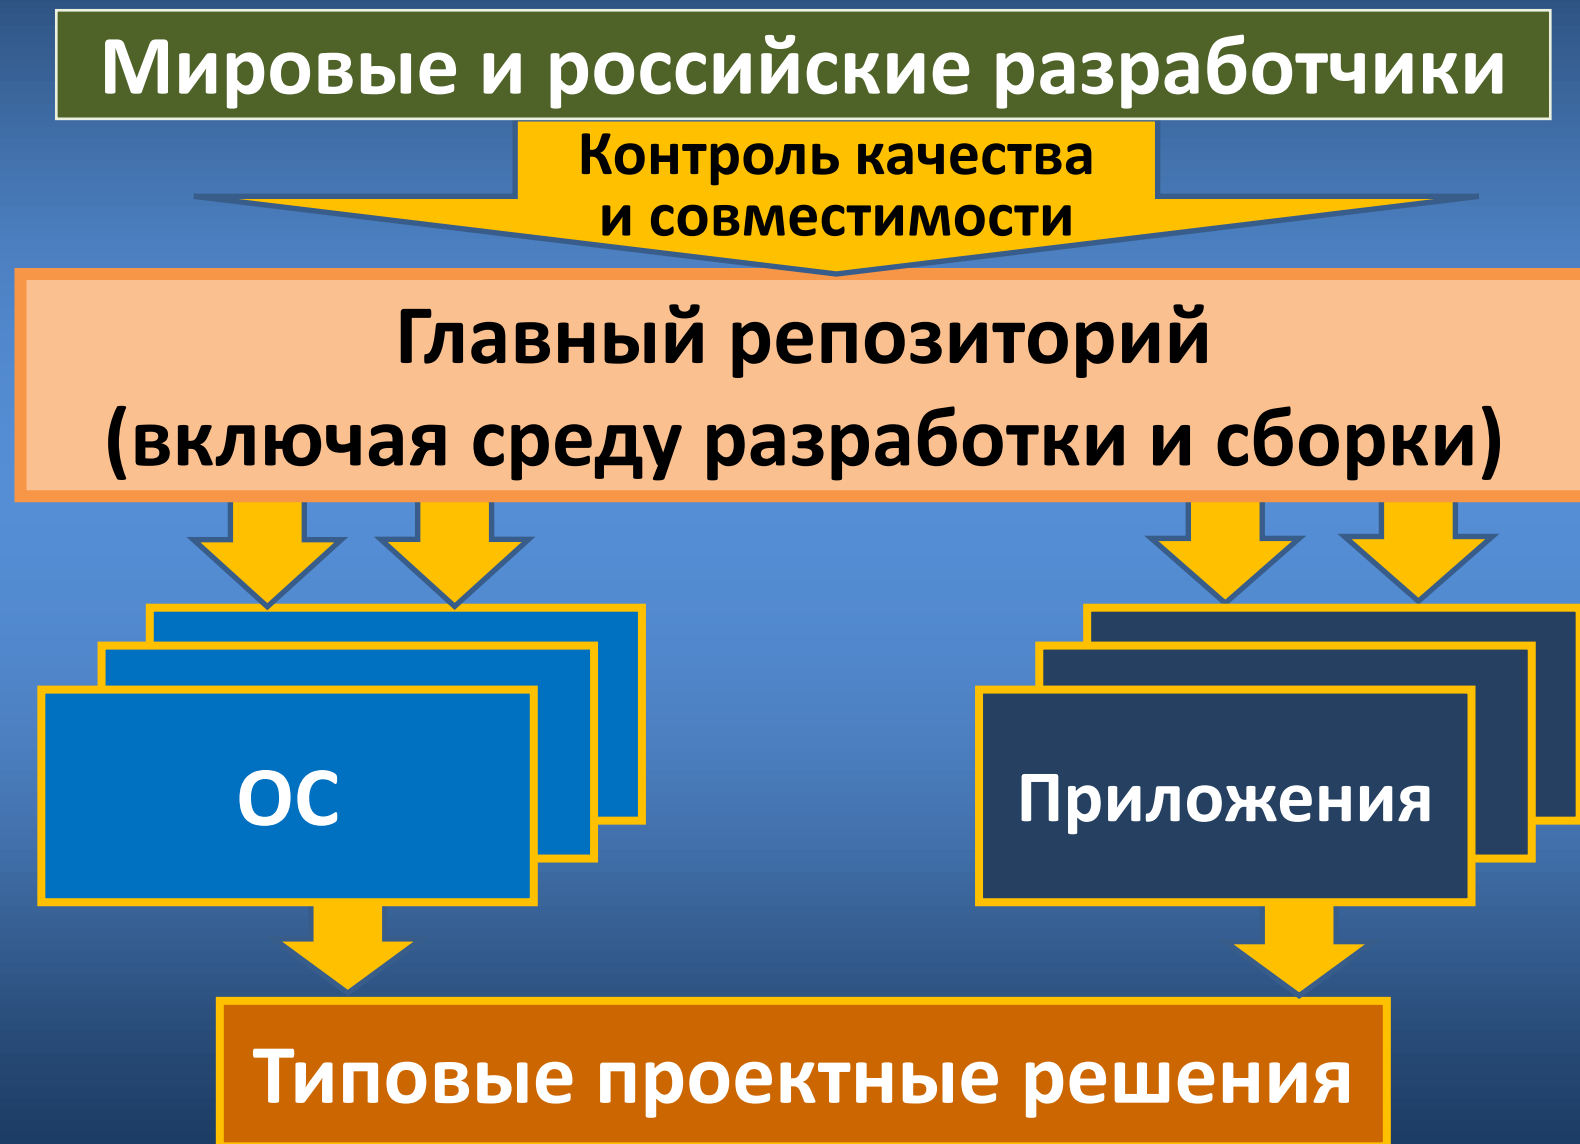 Мировые и российские разработчики
Контроль качества
и совместимости
Главный репозиторий
(включая среду разработки и сборки)
ОС
Приложения
Типовые проектные решения